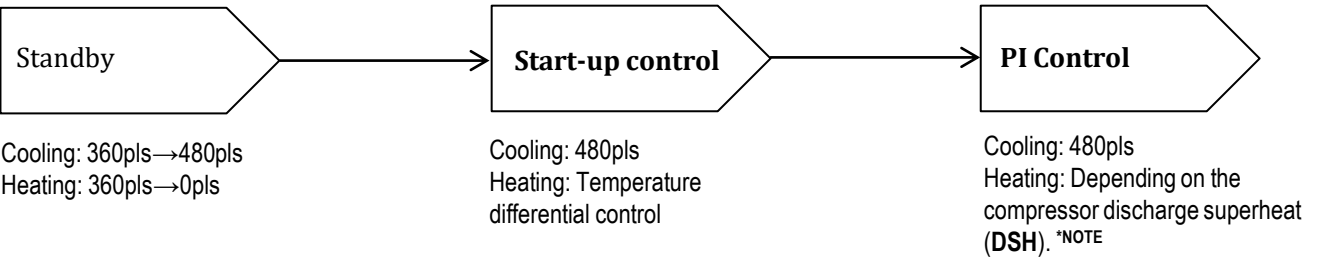 Standby
Start-up control
PI Control
Cooling: 360pls→480pls
Heating: 360pls→0pls
Cooling: 480pls
Heating: Temperature
differential control
Cooling: 480pls
Heating: Depending on the
compressor discharge superheat
(DSH). *NOTE